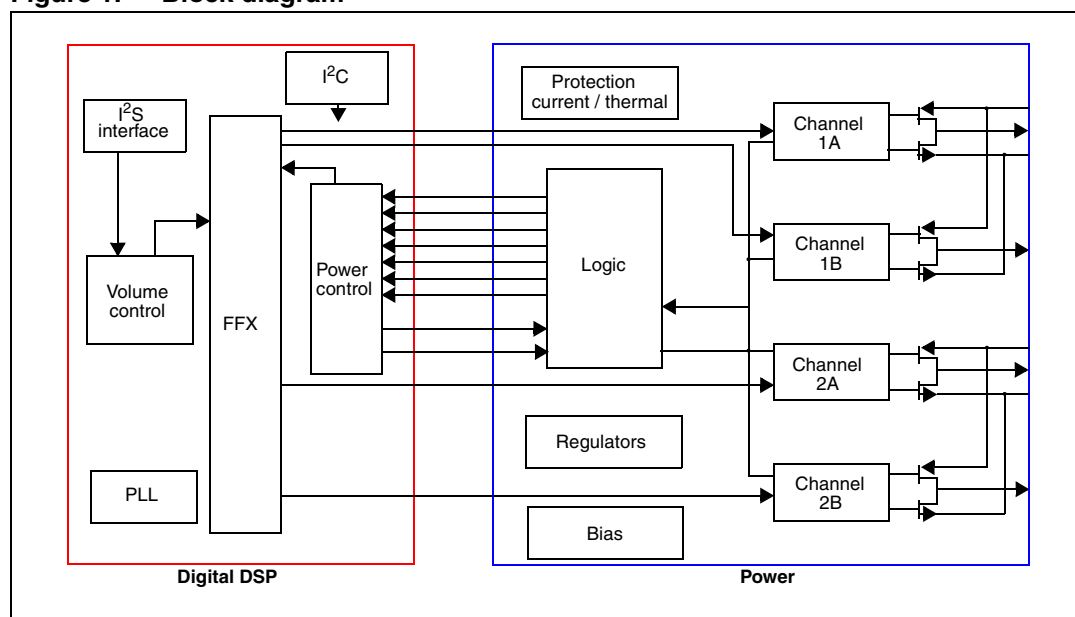 Figure 1. Block diagram
I²C
Protection
current / thermal
I²S
interface
Channel
1A
Channel
1B
Logic
Power
control
Volume
control
FFX
Channel
2A
Regulators
PLL
Channel
2B
Bias
Digital DSP
Power